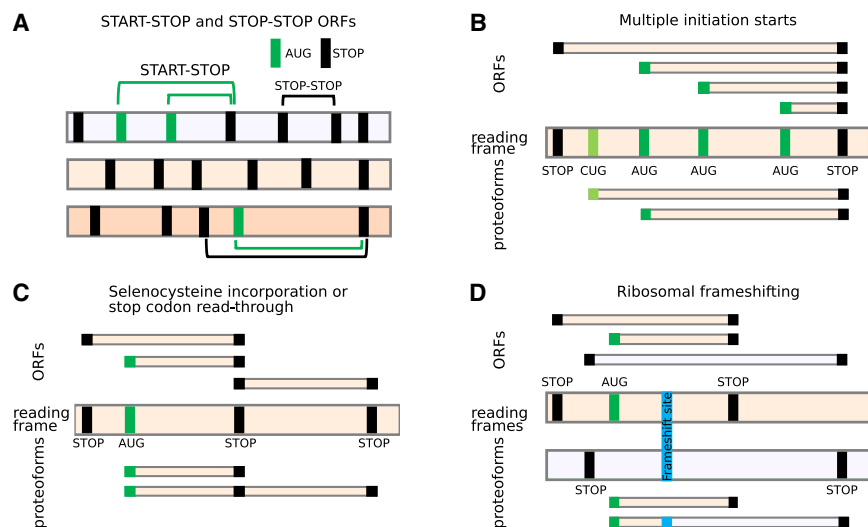 A
START-STOP and STOP-STOP ORFs
AUG
STOP
START-STOP
STOP-STOP
B
Multiple initiation starts
ORFs
reading
frame
STOP
CUG
AUG
AUG
AUG
STOP
proteoforms
C
Selenocysteine incorporation or
stop codon read-through
ORFs
reading
frame
STOP
AUG
STOP
STOP
proteoforms
D
Ribosomal frameshifting
ORFs
STOP
AUG
STOP
reading
frames
Frameshift site
STOP
STOP
proteoforms